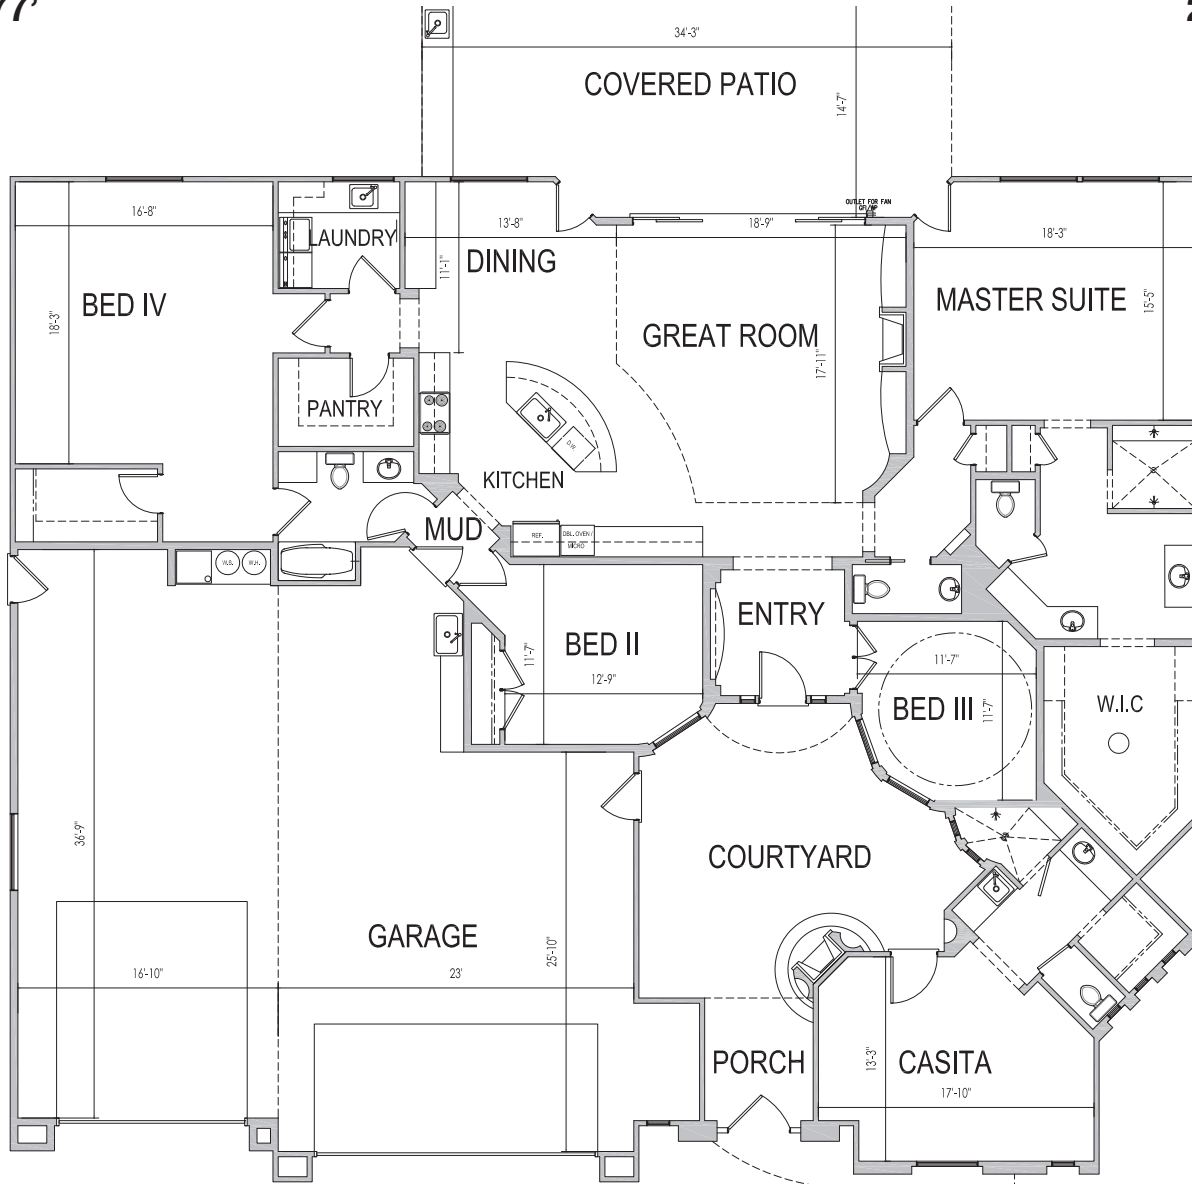 77'
34'-3"
COVERED PATIO
14'-7"
OUTLET FOR FAN
GFI/WP
16'-8"
LAUNDRY
13'-8"
18'-9"
18'-3"
DINING
11'-1"
BED IV
18'-3"
GREAT ROOM
17'-11"
MASTER SUITE
15'-5"
PANTRY
D.W.
KITCHEN
MUD
REF.
DBL. OVEN/
MICRO
W.S.
W.H.
ENTRY
BED II
11'-7"
12'-9"
11'-7"
BED III
11'-7"
W.I.C
36'-9"
COURTYARD
GARAGE
25'-10"
16'-10"
23'
PORCH
13'-3"
CASITA
17'-10"